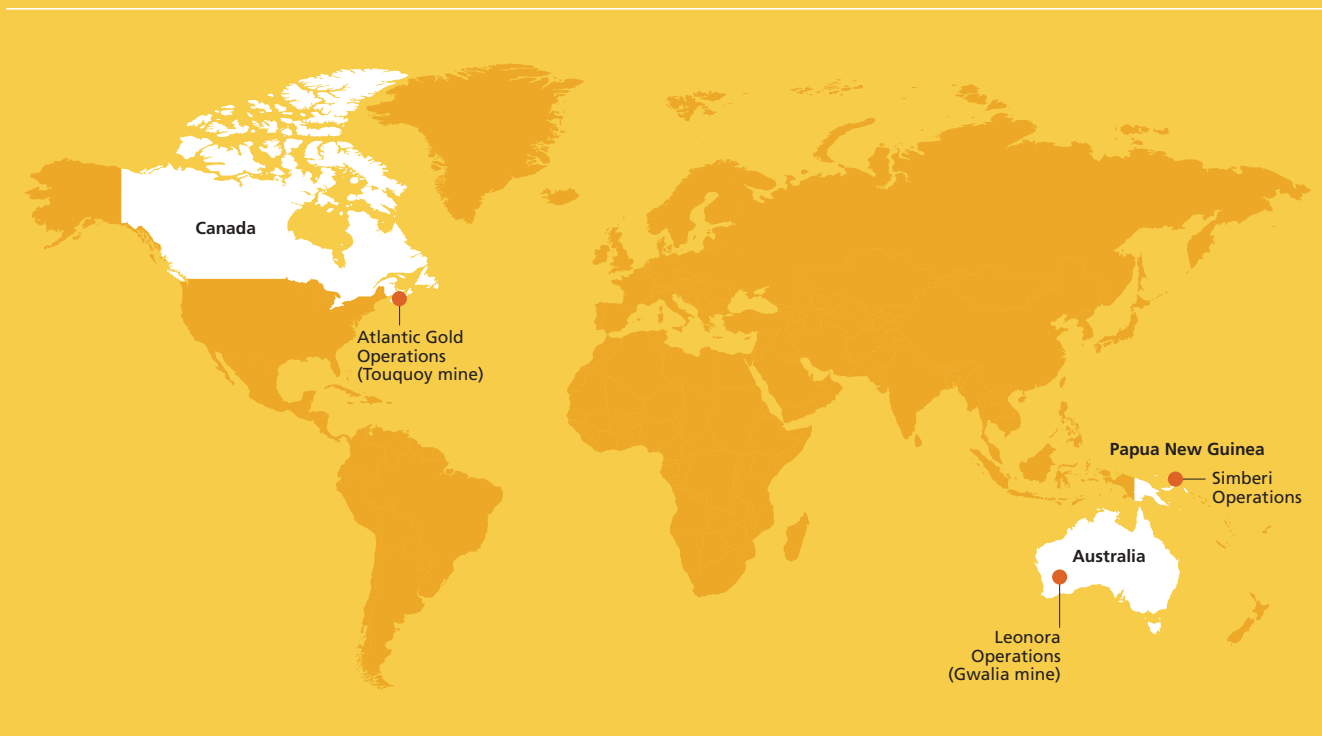 Canada
Atlantic Gold
Operations
(Touquoy mine)
Papua New Guinea
Simberi
Operations
Australia
Leonora
Operations
(Gwalia mine)